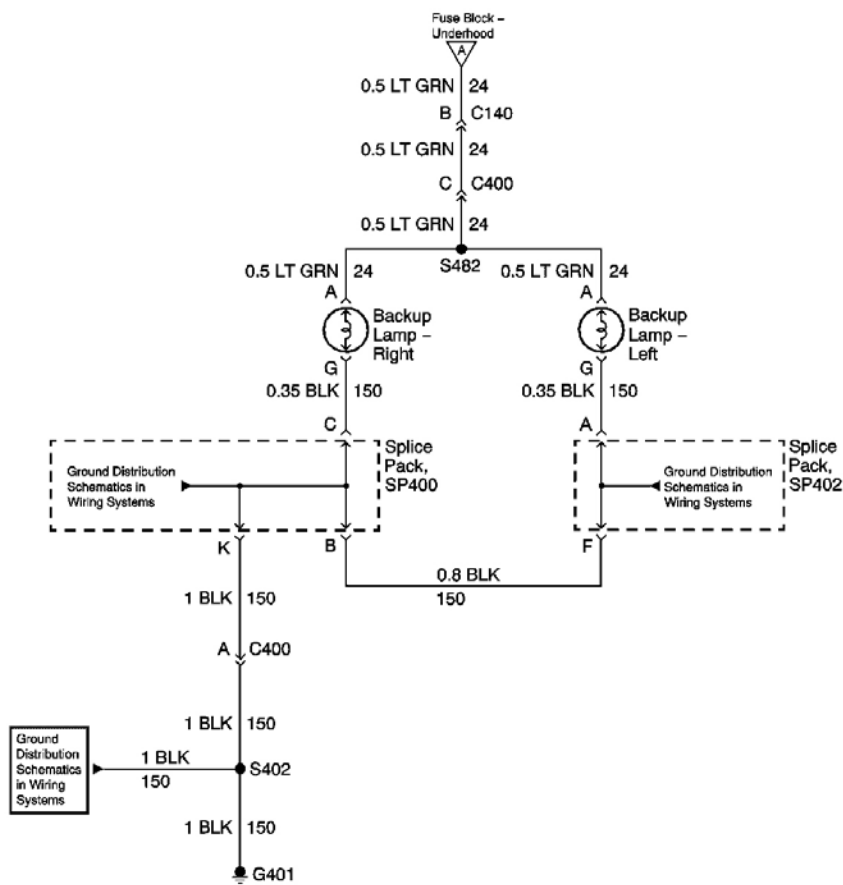 Fuse Block –
Underhood
A
0.5 LT GRN 24
B C140
0.5 LT GRN 24
C C400
0.5 LT GRN 24
S482
0.5 LT GRN 24
0.5 LT GRN 24
A
A
Backup
Lamp –
Right
Backup
Lamp –
Left
G
G
0.35 BLK 150
0.35 BLK 150
C
A
Splice
Pack,
SP400
Ground Distribution
Schematics in
Wiring Systems
Splice
Pack,
SP402
Ground Distribution
Schematics in
Wiring Systems
K
B
F
0.8 BLK
150
1 BLK 150
A C400
1 BLK 150
Ground
Distribution
Schematics
in Wiring
Systems
1 BLK
150
S402
1 BLK 150
G401